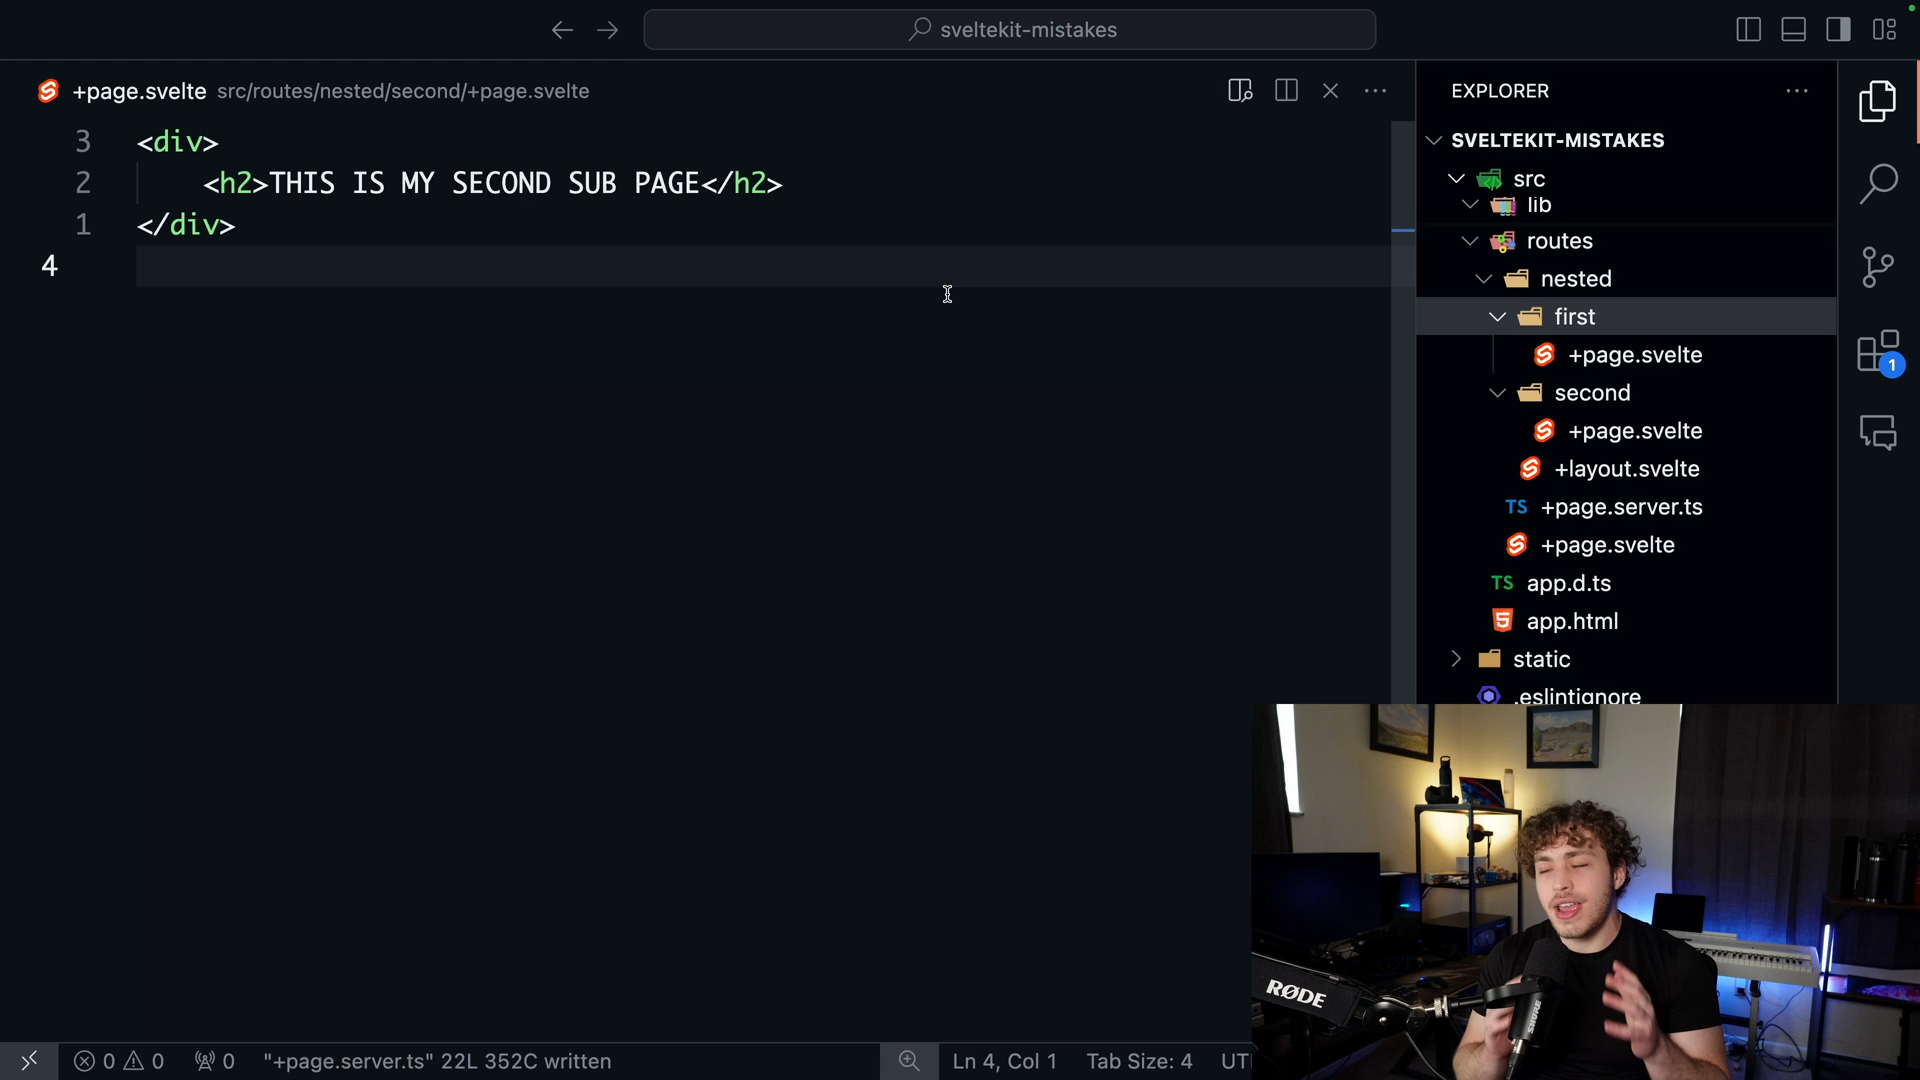 sveltekit-mistakes
+page.svelte src/routes/nested/second/+page.svelte
3 <div>
2 <h2>THIS IS MY SECOND SUB PAGE</h2>
1 </div>
4
EXPLORER
SVELTEKIT-MISTAKES
src
lib
routes
nested
first
+page.svelte
second
+page.svelte
+layout.svelte
TS +page.server.ts
+page.svelte
TS app.d.ts
5 app.html
static
.eslintignore
1
RØDE
SHURE
0 0 0 "+page.server.ts" 22L 352C written
Ln 4, Col 1 Tab Size: 4 UT